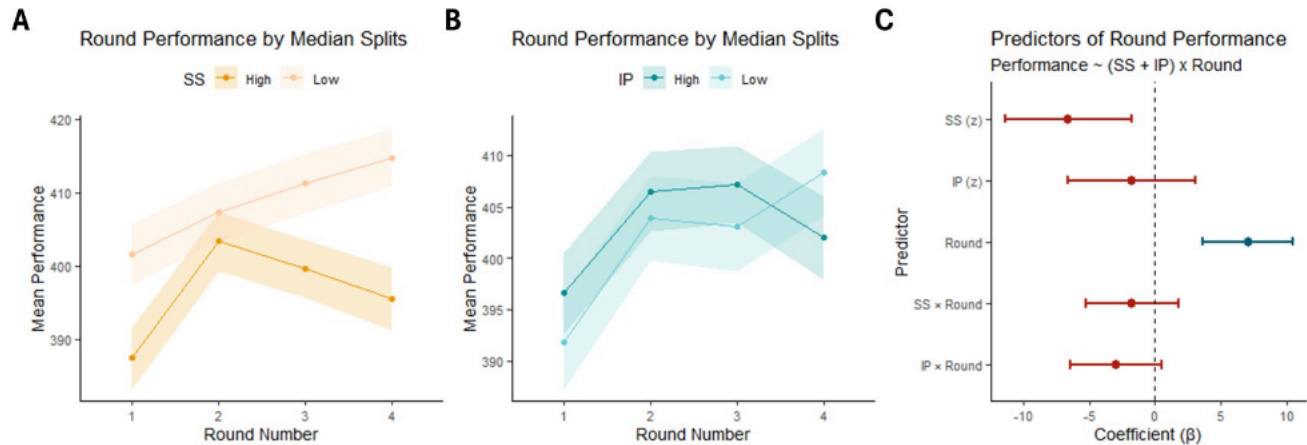 A
Round Performance by Median Splits
SS High Low
Mean Performance
420
410
400
390
1 2 3 4
Round Number
B
Round Performance by Median Splits
IP High Low
Mean Performance
410
405
400
395
390
1 2 3 4
Round Number
C
Predictors of Round Performance
Performance ~ (SS + IP) x Round
Predictor
SS (z)
IP (z)
Round
SS × Round
IP × Round
-10 -5 0 5 10
Coefficient (β)